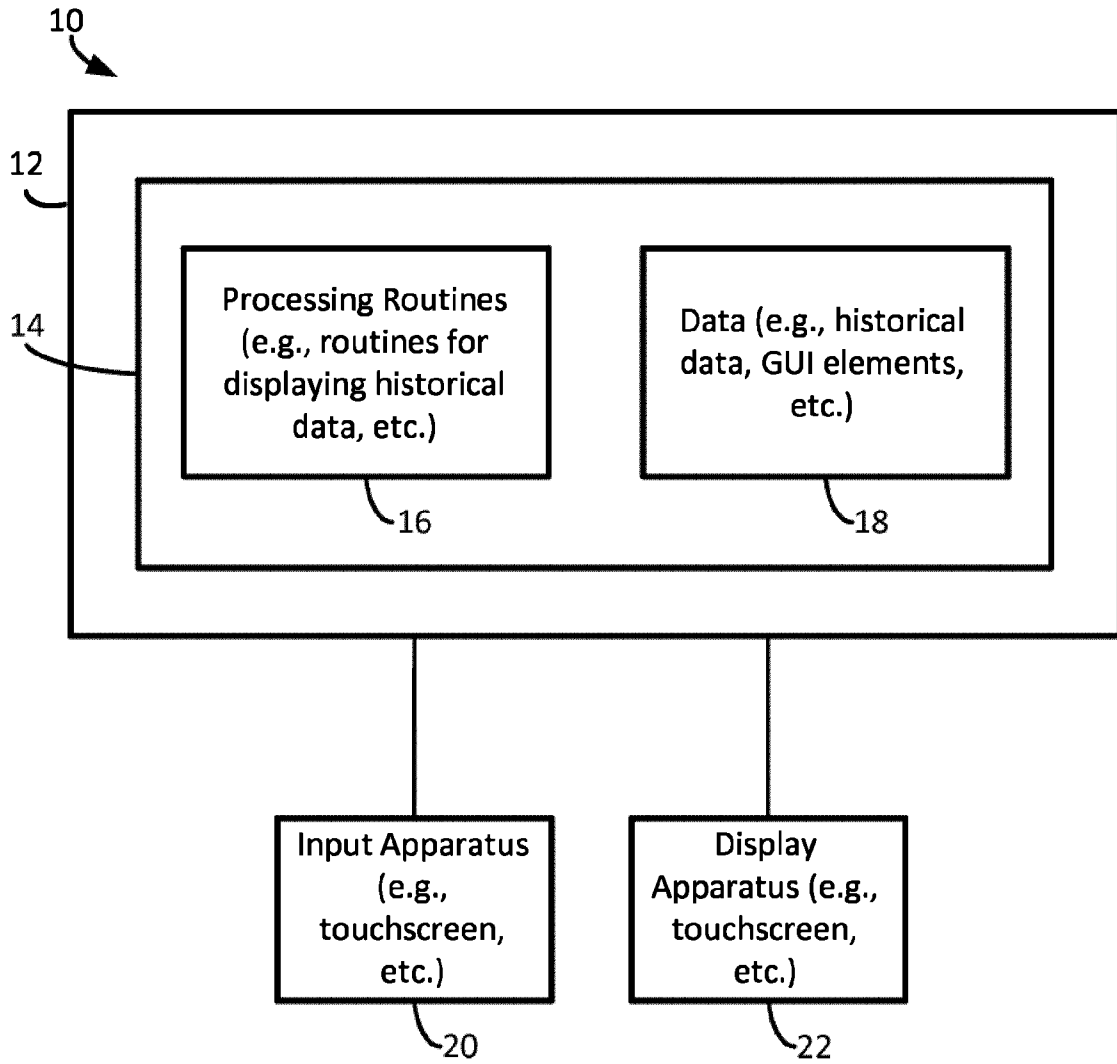 10
12
14
Processing Routines
(e.g., routines for
displaying historical
data, etc.)
16
Data (e.g., historical
data, GUI elements,
etc.)
18
Input Apparatus
(e.g.,
touchscreen,
etc.)
20
Display
Apparatus (e.g.,
touchscreen,
etc.)
22